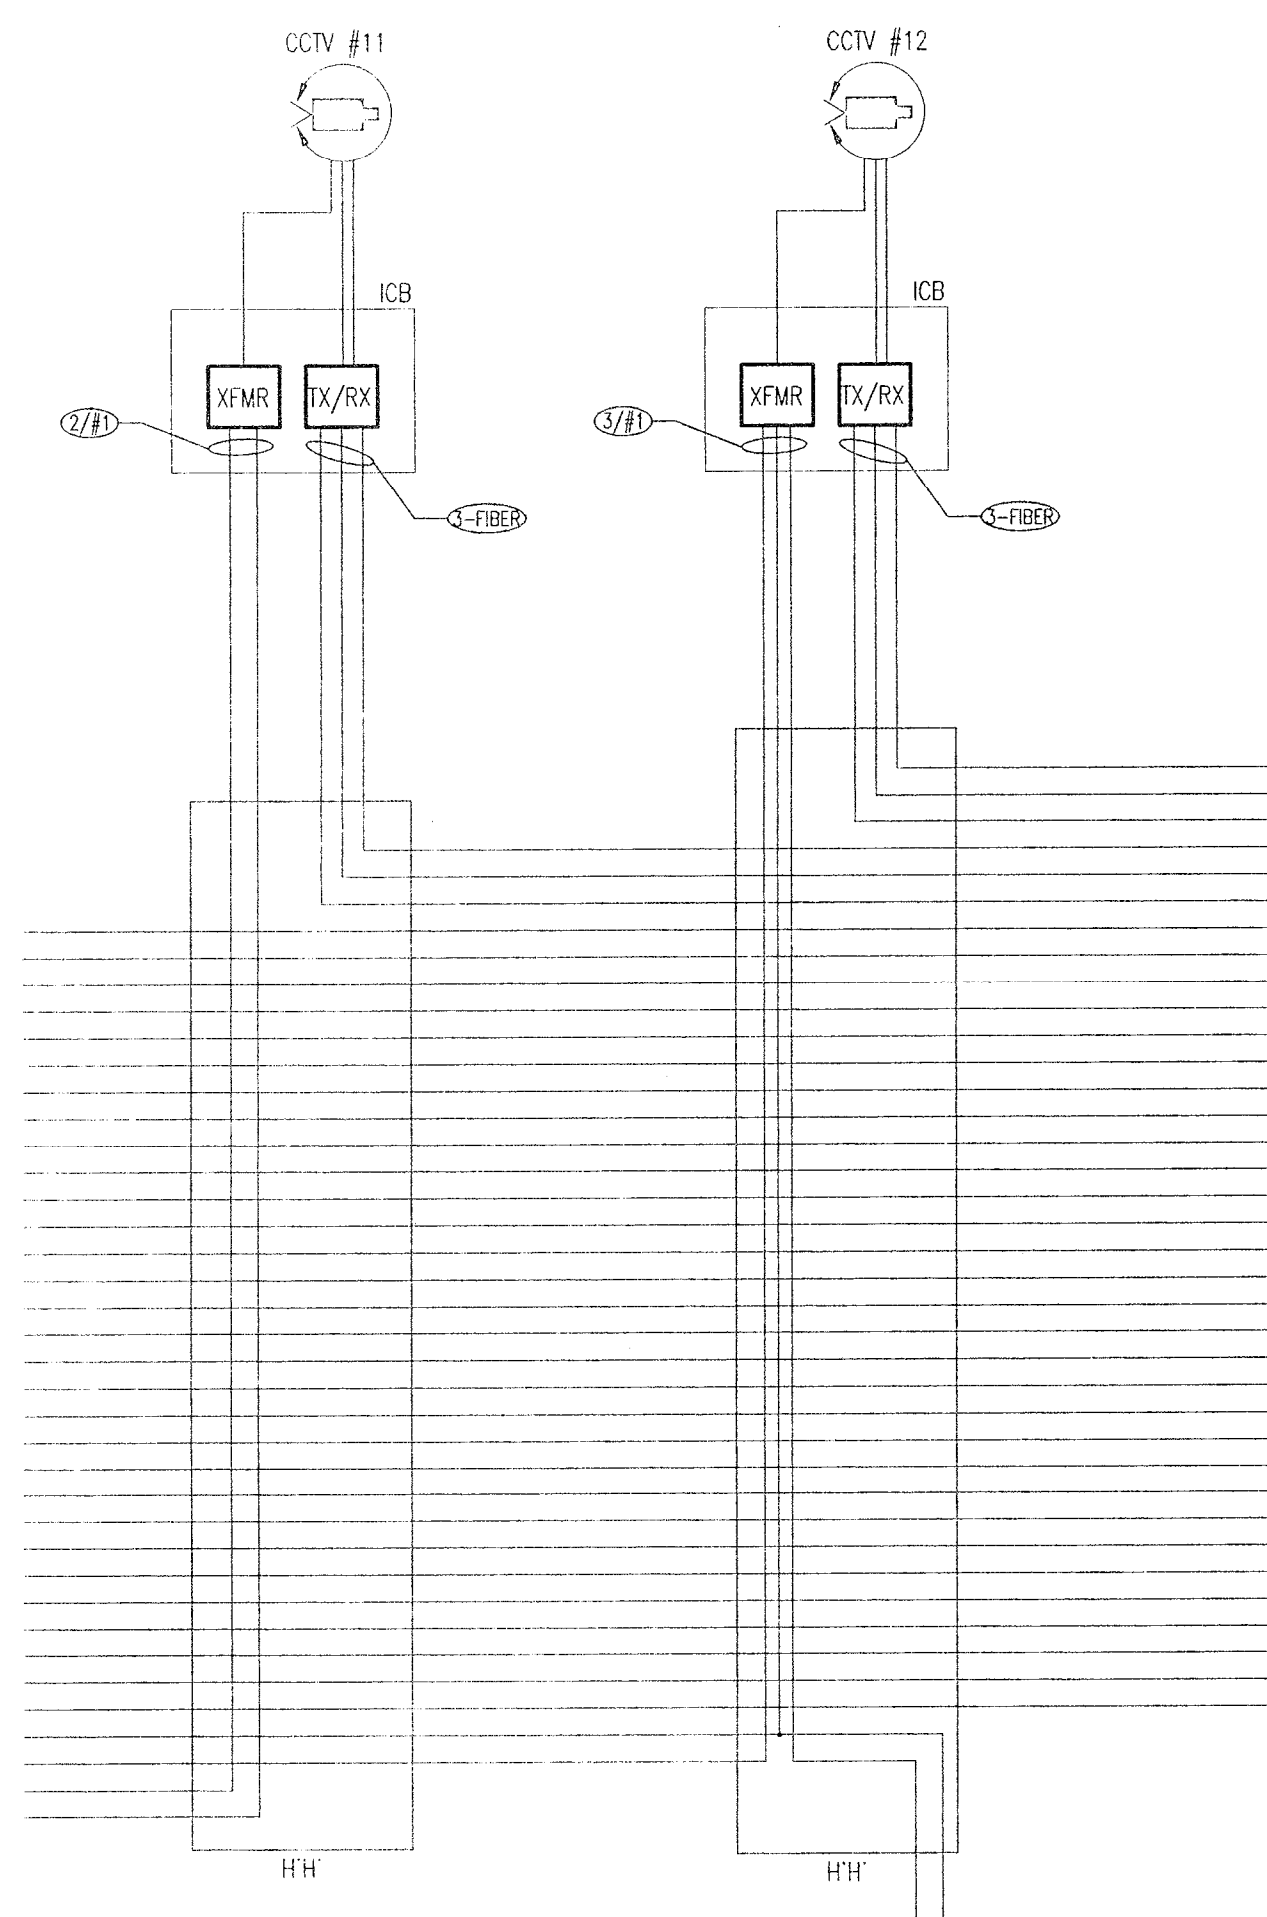 CCTV #11
CCTV #12
ICB
ICB
XFMR
TX/RX
XFMR
TX/RX
2/#1
3/#1
3-FIBER
3-FIBER
H.H.
H.H.